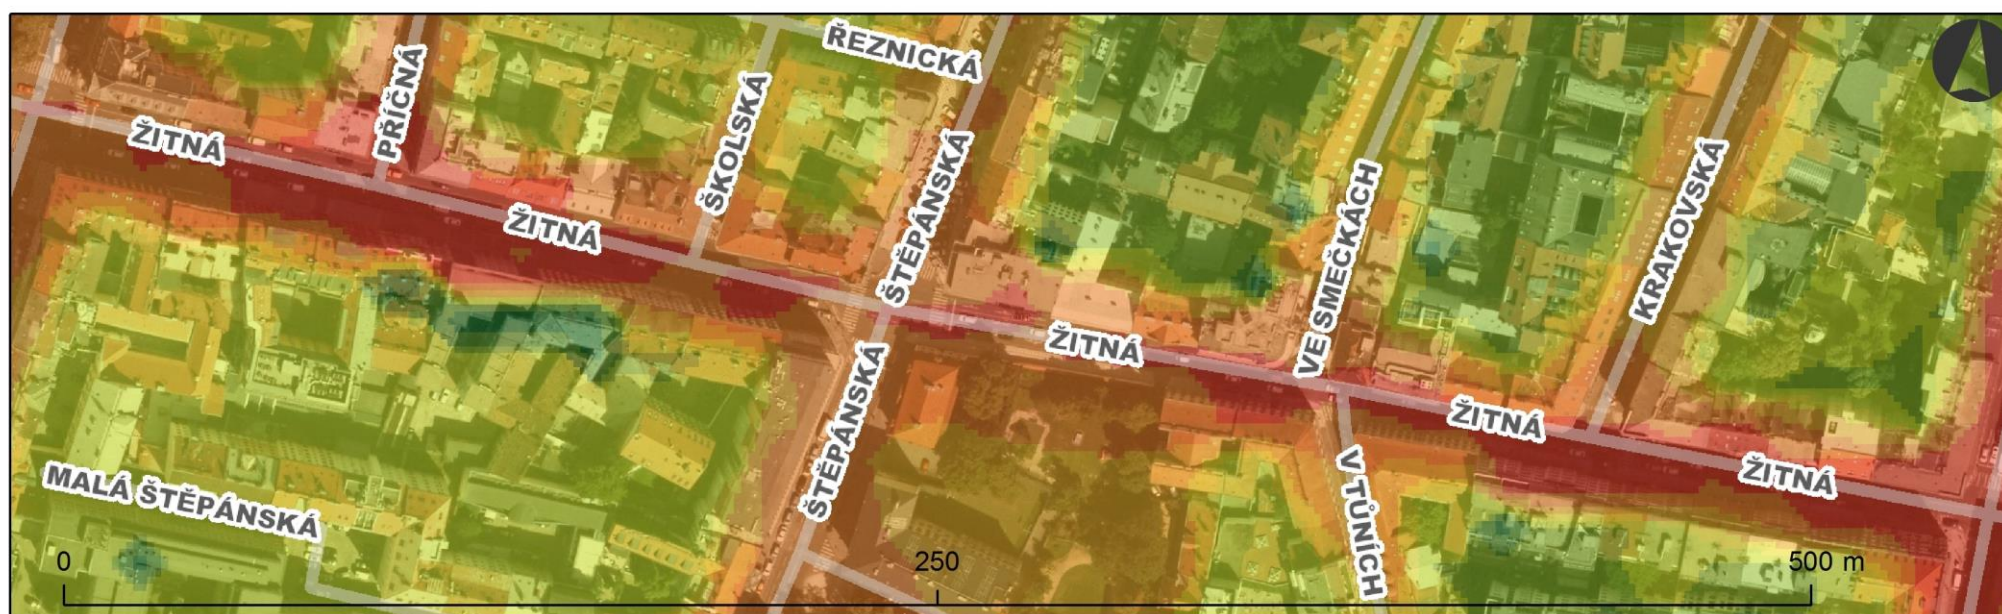 ŘEZNICKÁ
PŘÍČNÁ
ŽITNÁ
ŠKOLSKÁ
ŠTĚPÁNSKÁ
VE SMEČKÁCH
KRAKOVSKÁ
ŽITNÁ
ŽITNÁ
ŠTĚPÁNSKÁ
ŽITNÁ
ŽITNÁ
MALÁ ŠTĚPÁNSKÁ
V TŮNÍCH
0 250 500 m